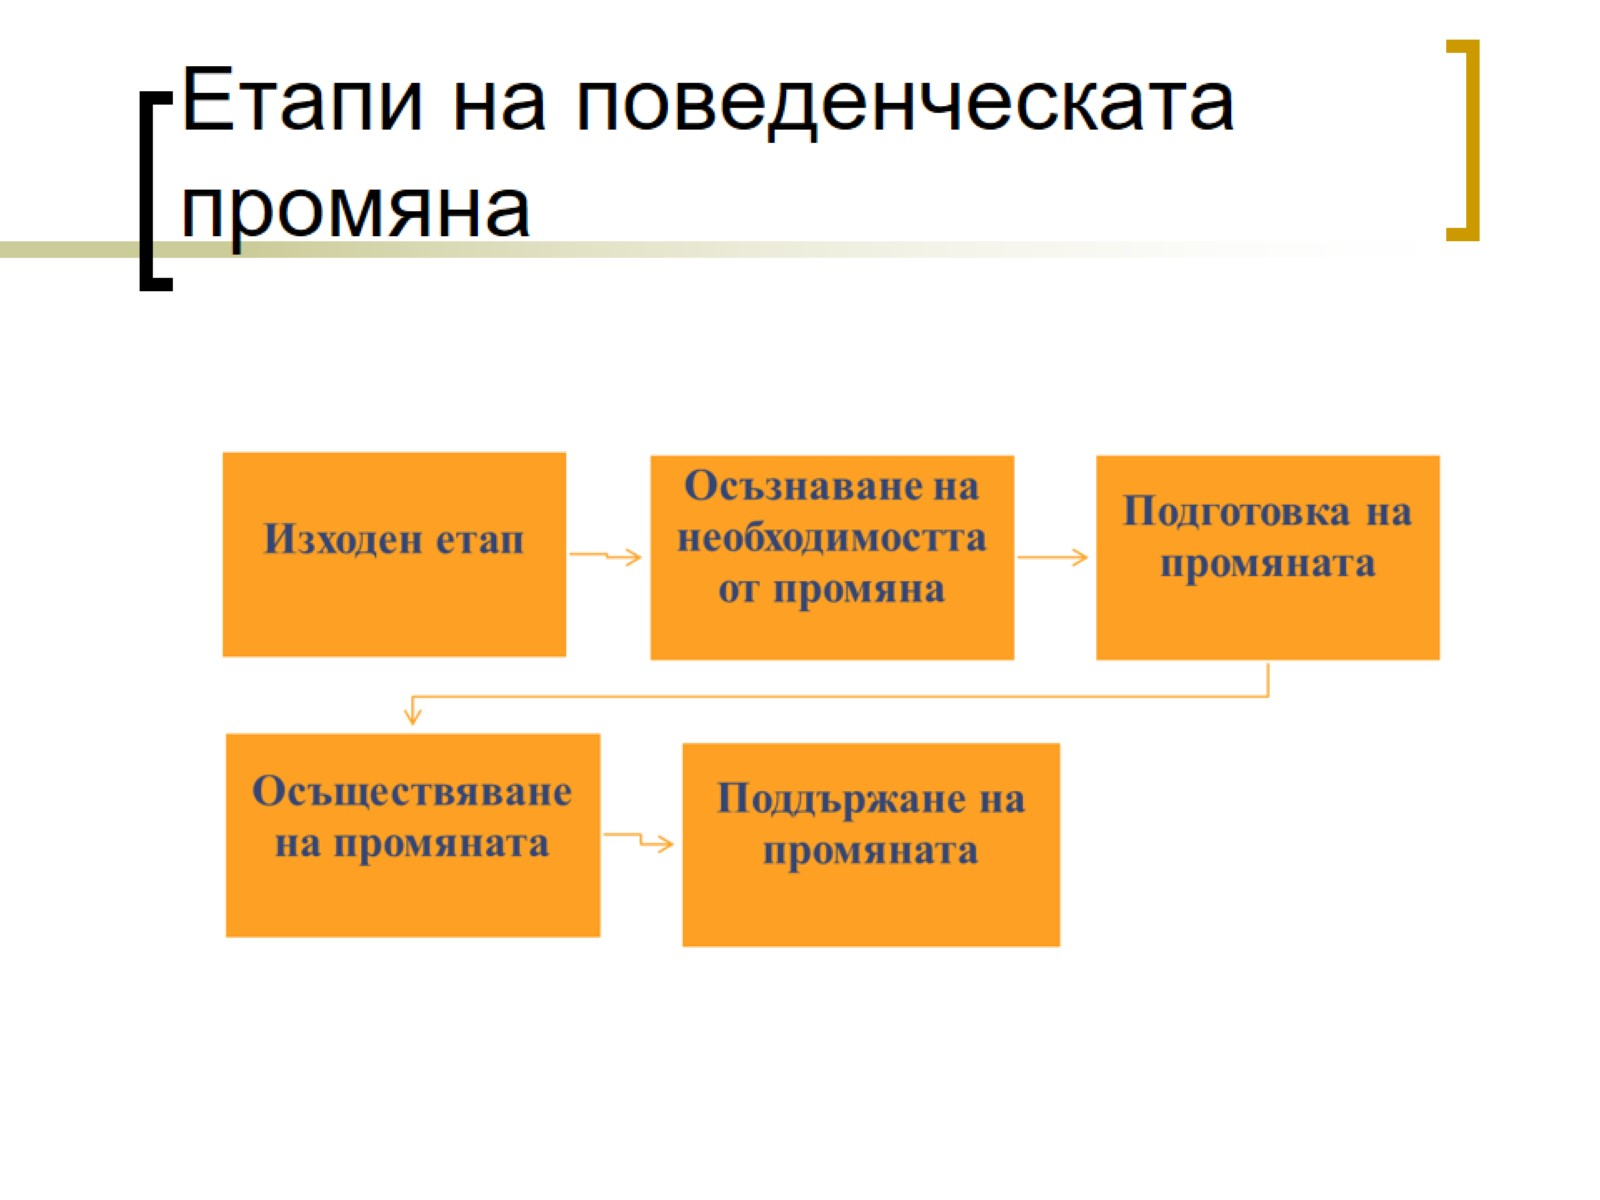 Етапи на поведенческата
промяна
Изходен етап
Осъзнаване на
необходимостта
от промяна
Подготовка на
промяната
Осъществяване
на промяната
Поддържане на
промяната